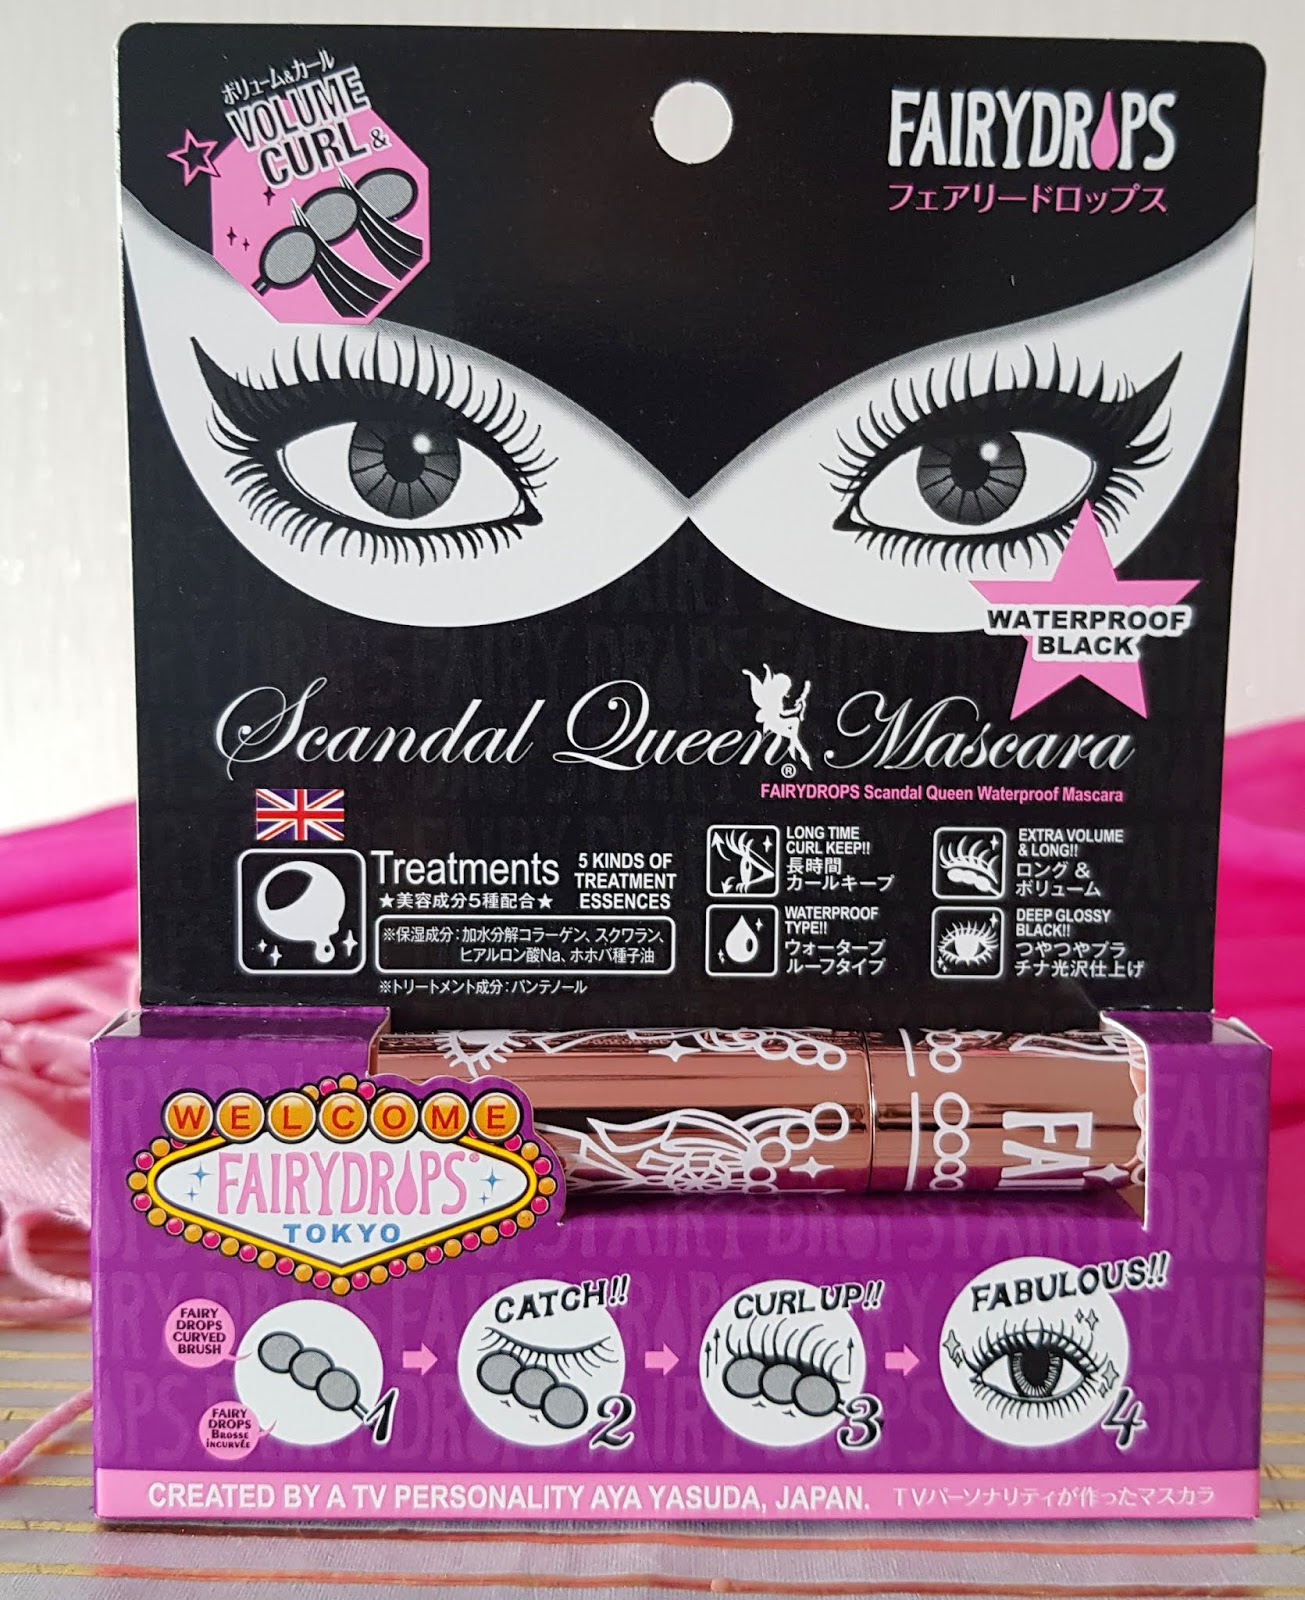 ボリューム&カール
VOLUME
CURL &
FAIRYDROPS
フェアリードロップス
WATERPROOF
BLACK
Scandal Queen® Mascara
FAIRYDROPS Scandal Queen Waterproof Mascara
Treatments
★美容成分5種配合★
5 KINDS OF
TREATMENT
ESSENCES
※保湿成分：加水分解コラーゲン、スクワラン、
ヒアルロン酸Na、ホホバ種子油
※トリートメント成分：パンテノール
LONG TIME
CURL KEEP!!
長時間
カールキープ
EXTRA VOLUME
& LONG!!
ロング &
ボリューム
WATERPROOF
TYPE!!
ウォータープ
ルーフタイプ
DEEP GLOSSY
BLACK!!
つやつやプラ
チナ光沢仕上げ
FAI
WELCOME
FAIRYDROPS®
TOKYO
FAIRY
DROPS
CURVED
BRUSH
FAIRY
DROPS
BROSSE
INCURVÉE
1
CATCH!!
2
CURL UP!!
3
FABULOUS!!
4
CREATED BY A TV PERSONALITY AYA YASUDA, JAPAN. TVパーソナリティが作ったマスカラ